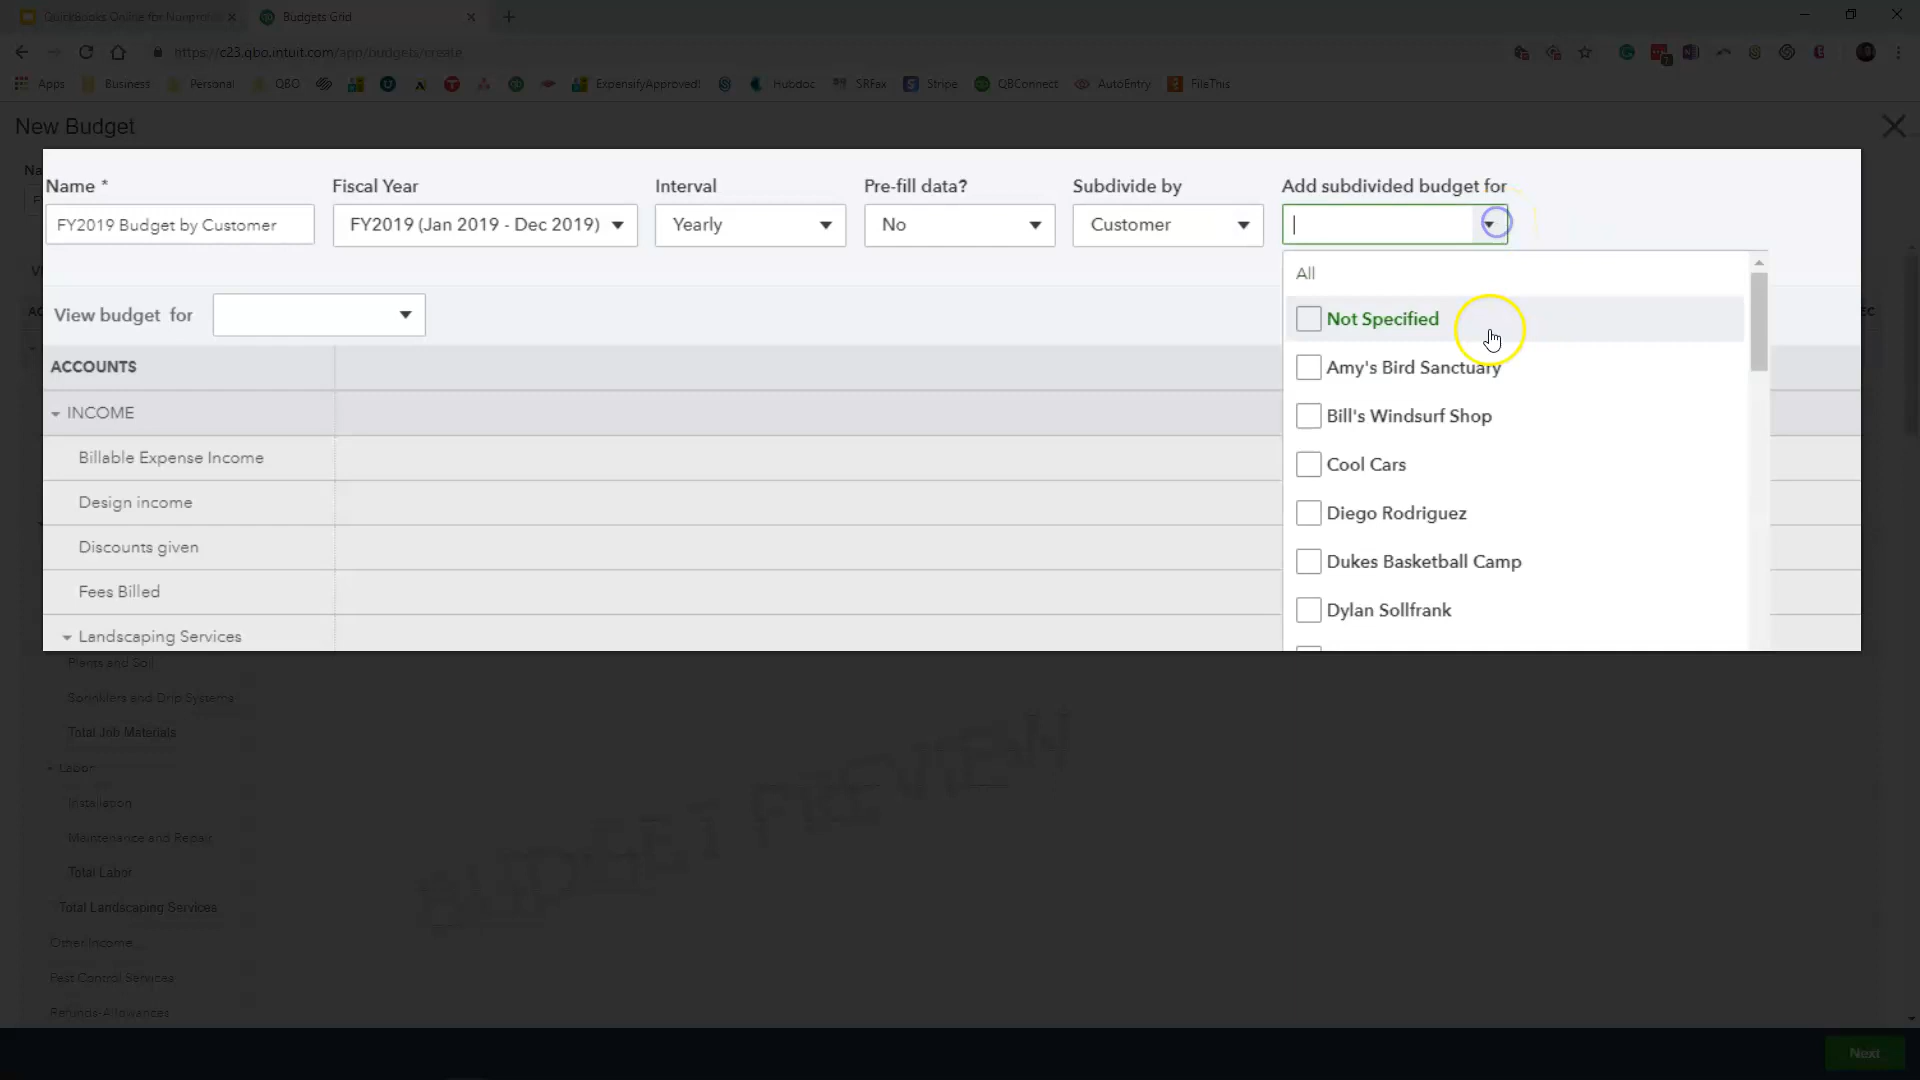 QuickBooks Online for Nonprofit
Budgets Grid
https://c23.qbo.intuit.com/app/budgets/create
Apps Business Personal QBO ExpensifyApproved! Hubdoc SRFax Stripe QBConnect AutoEntry FileThis
New Budget
Name * Fiscal Year Interval Pre-fill data? Subdivide by Add subdivided budget for
FY2019 Budget by Customer FY2019 (Jan 2019 - Dec 2019) Yearly No Customer
All
View budget for
Not Specified
ACCOUNTS
Amy's Bird Sanctuary
INCOME
Bill's Windsurf Shop
Billable Expense Income
Cool Cars
Design income
Diego Rodriguez
Discounts given
Dukes Basketball Camp
Fees Billed
Dylan Sollfrank
Landscaping Services
Plants and Soil
Sprinklers and Drip Systems
Total Job Materials
Labor
Installation
Maintenance and Repair
Total Labor
Total Landscaping Services
Other Income
Pest Control Services
Refunds-Allowances
BUDGET PREVIEW
Next